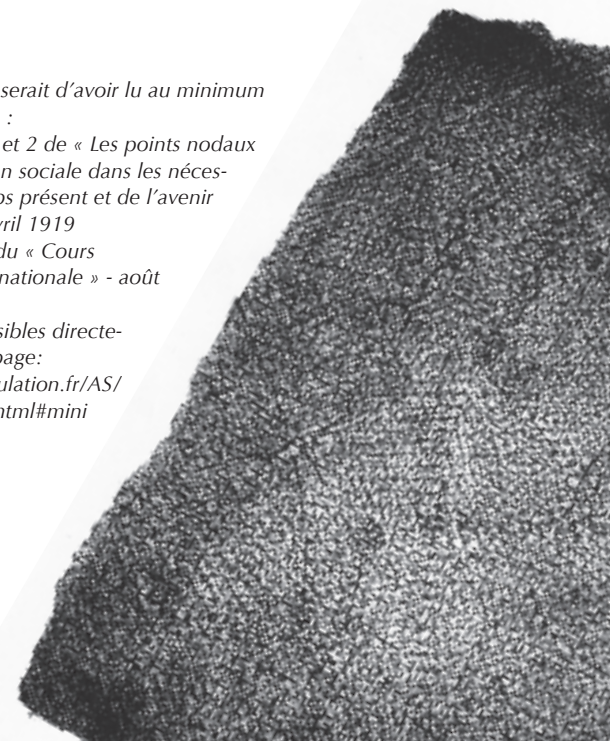 serait d’avoir lu au minimum
:
et 2 de « Les points nodaux
n sociale dans les néces-
ps présent et de l’avenir
vril 1919
du « Cours
nationale » - août
sibles directe-
page:
ulation.fr/AS/
html#mini